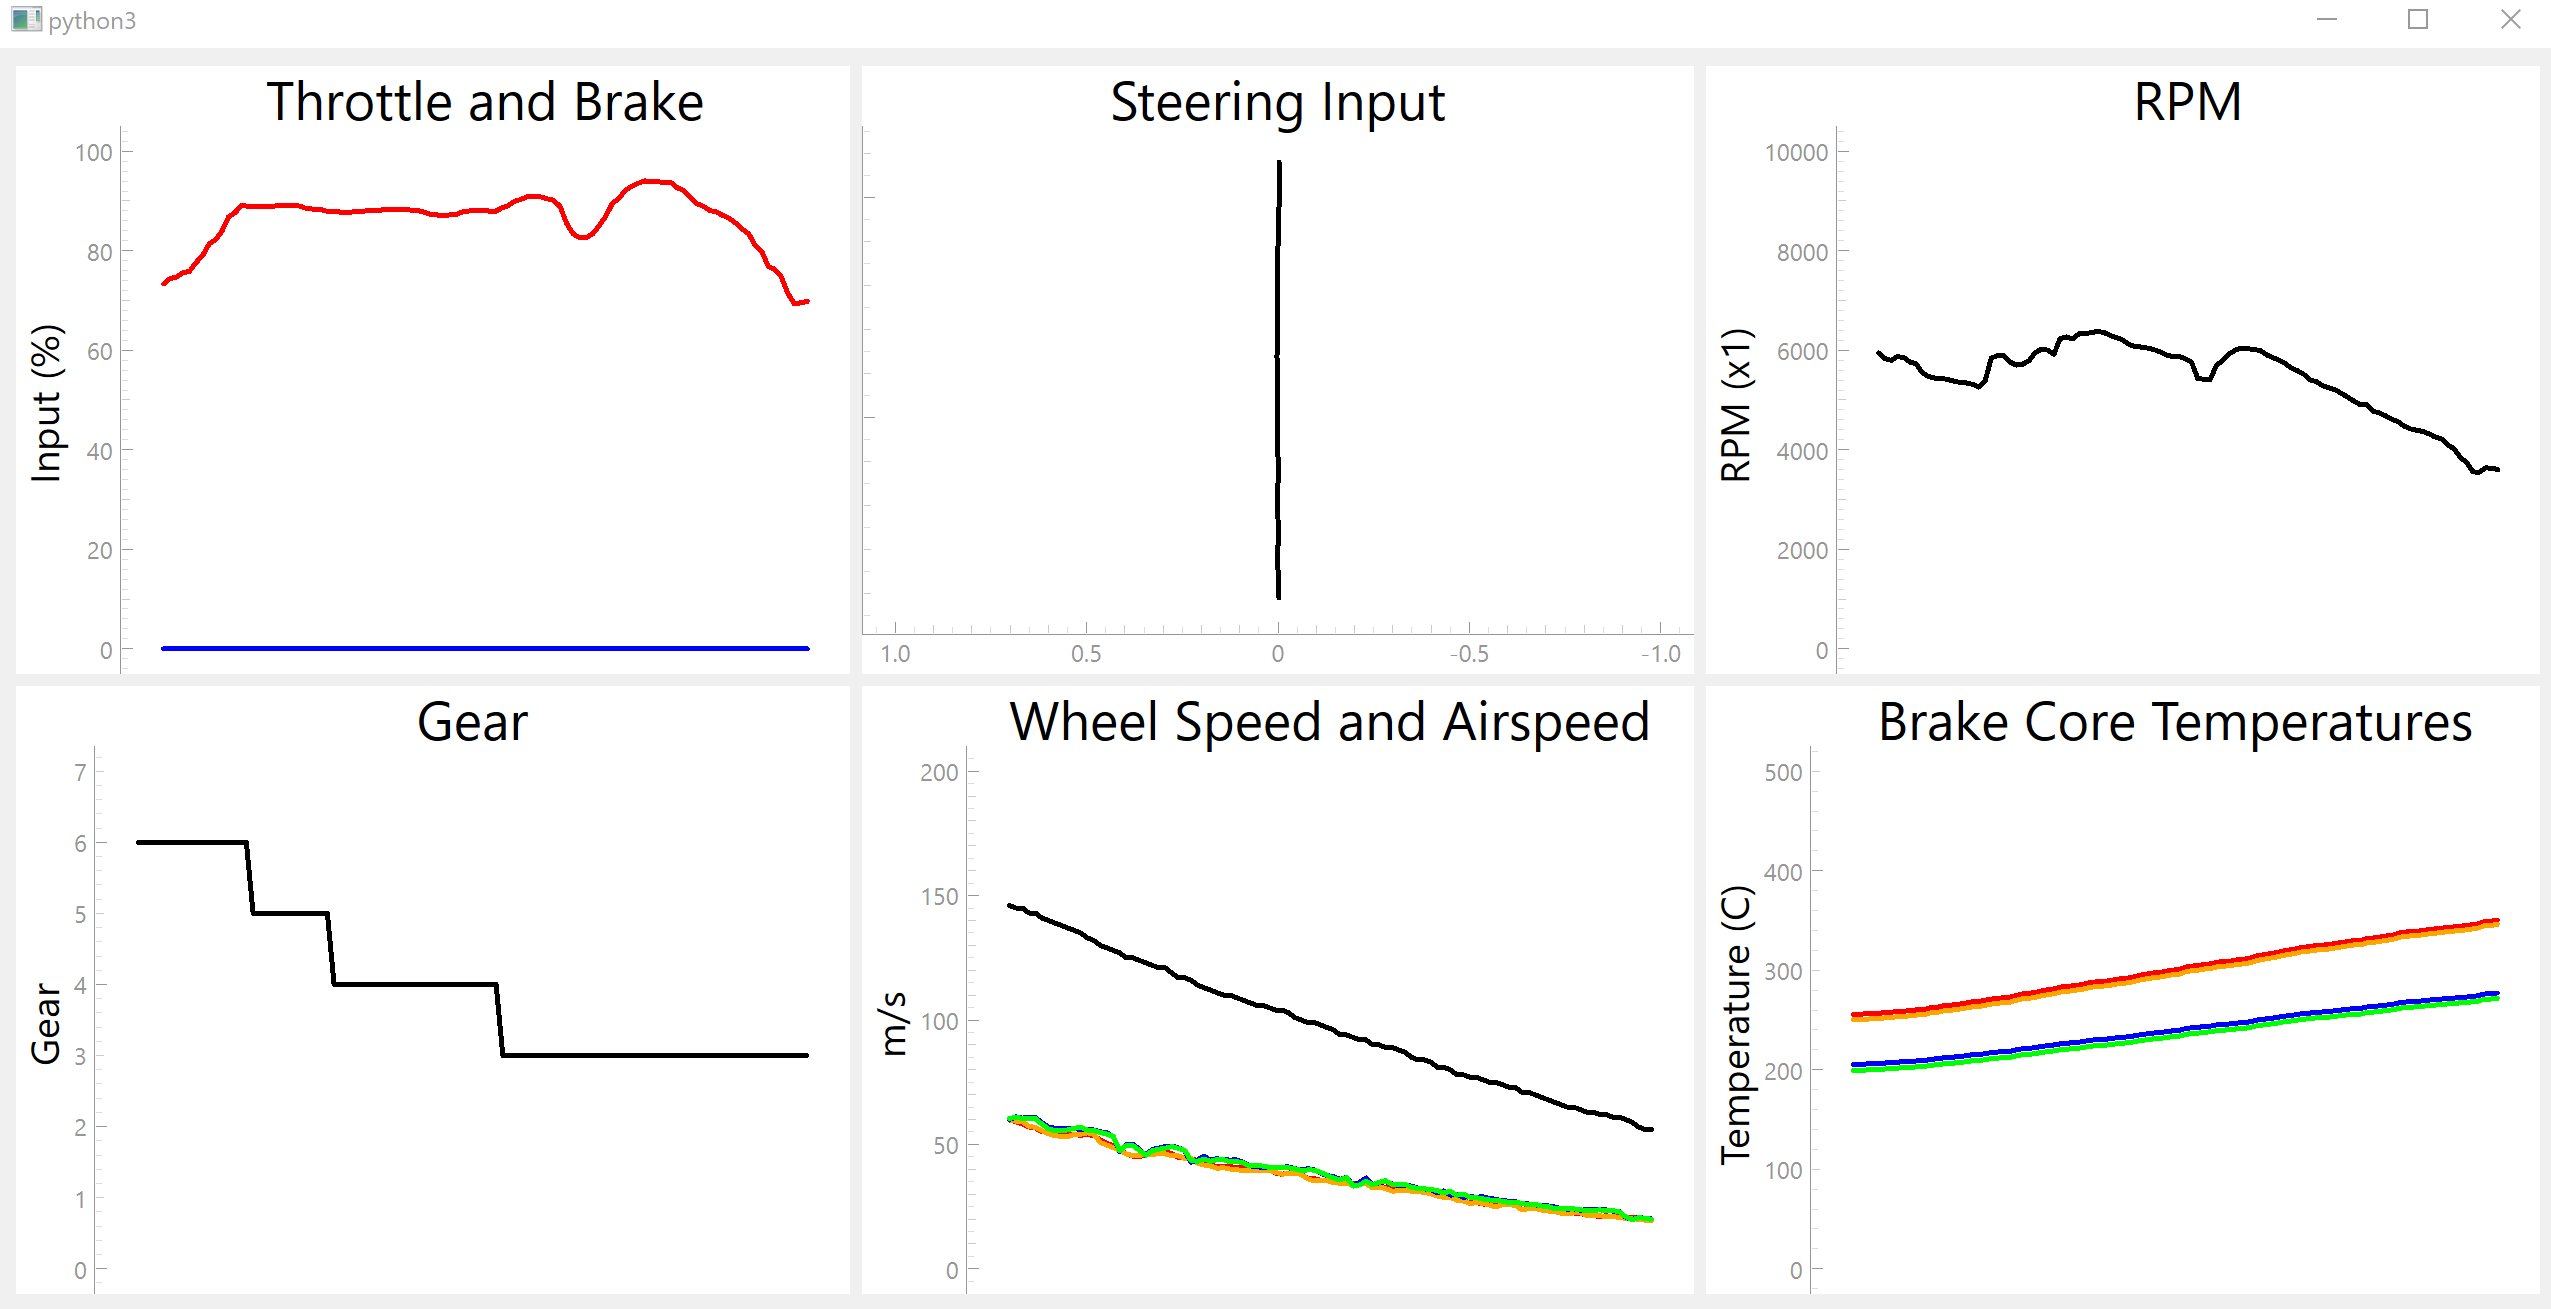 python3
Throttle and Brake
100
80
60
40
20
0
Input (%)
Steering Input
1.0 0.5 0 -0.5 -1.0
RPM
10000
8000
6000
4000
2000
0
RPM (x1)
Gear
7
6
5
4
3
2
1
0
Gear
Wheel Speed and Airspeed
200
150
100
50
0
m/s
Brake Core Temperatures
500
400
300
200
100
0
Temperature (C)